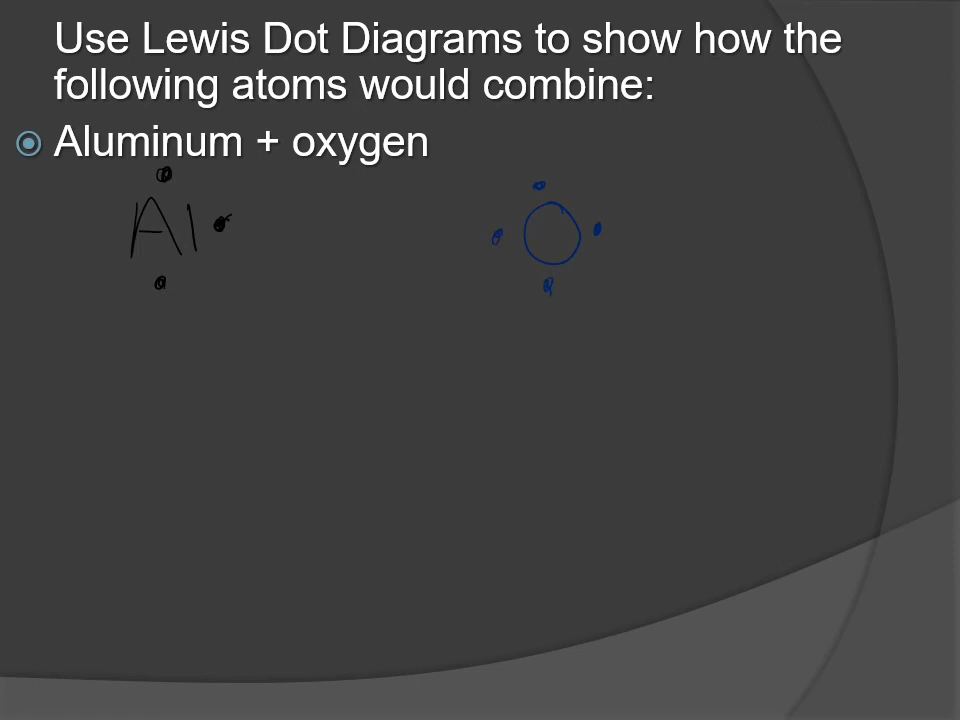 Use Lewis Dot Diagrams to show how the
following atoms would combine:
Aluminum + oxygen
Al O